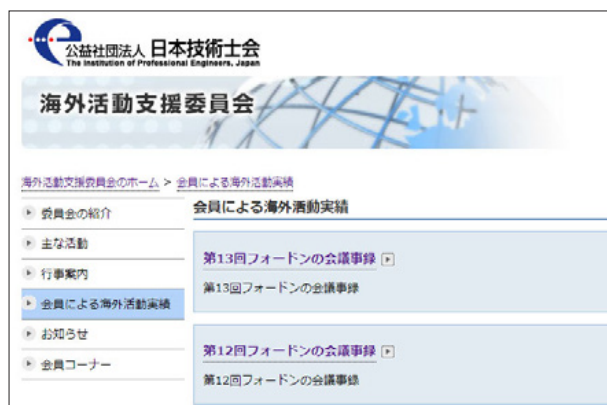 公益社団法人 日本技術士会
The Institution of Professional Engineers, Japan
海外活動支援委員会
海外活動支援委員会のホーム > 会員による海外活動実績
委員会の紹介
主な活動
行事案内
会員による海外活動実績
お知らせ
会員コーナー
会員による海外活動実績
第13回フォードンの会議事録
第13回フォードンの会議事録
第12回フォードンの会議事録
第12回フォードンの会議事録